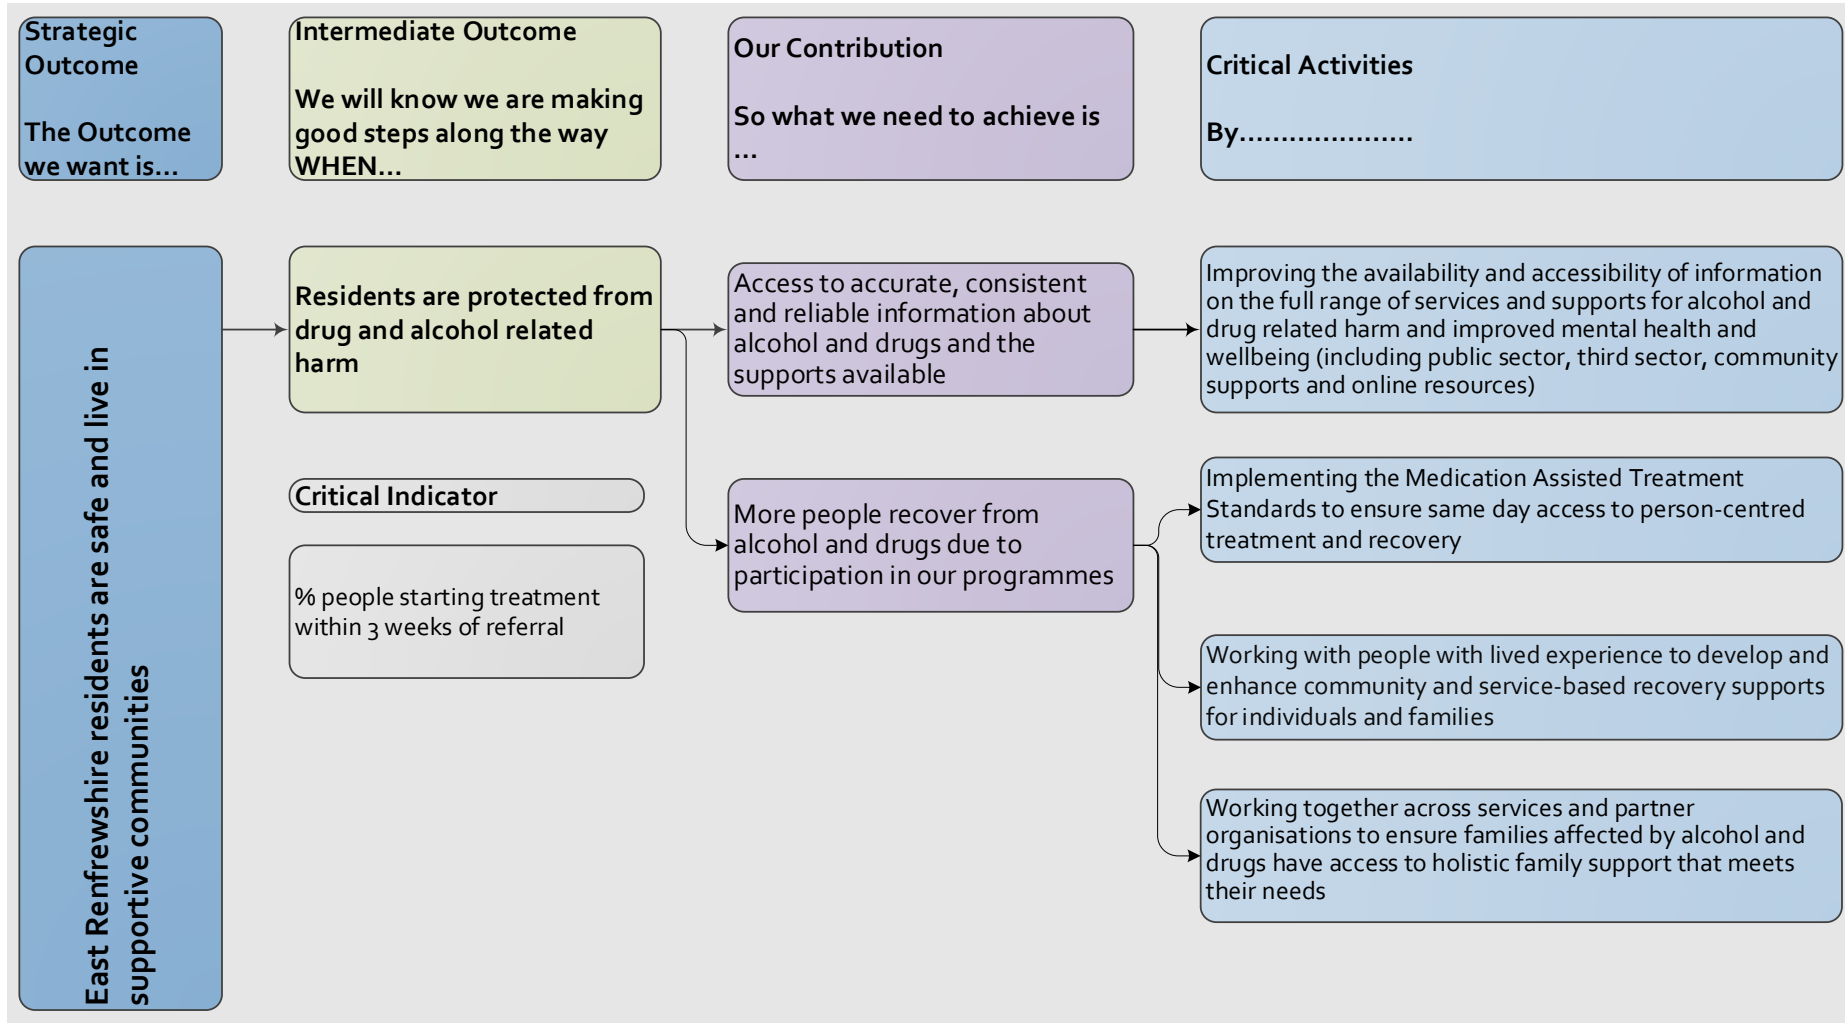 Strategic
Outcome
The Outcome
we want is...
Intermediate Outcome
We will know we are making
good steps along the way
WHEN...
Our Contribution
So what we need to achieve is
...
Critical Activities
By.....................
East Renfrewshire residents are safe and live in
supportive communities
Residents are protected from
drug and alcohol related
harm
Critical Indicator
% people starting treatment
within 3 weeks of referral
Access to accurate, consistent
and reliable information about
alcohol and drugs and the
supports available
More people recover from
alcohol and drugs due to
participation in our programmes
Improving the availability and accessibility of information
on the full range of services and supports for alcohol and
drug related harm and improved mental health and
wellbeing (including public sector, third sector, community
supports and online resources)
Implementing the Medication Assisted Treatment
Standards to ensure same day access to person-centred
treatment and recovery
Working with people with lived experience to develop and
enhance community and service-based recovery supports
for individuals and families
Working together across services and partner
organisations to ensure families affected by alcohol and
drugs have access to holistic family support that meets
their needs